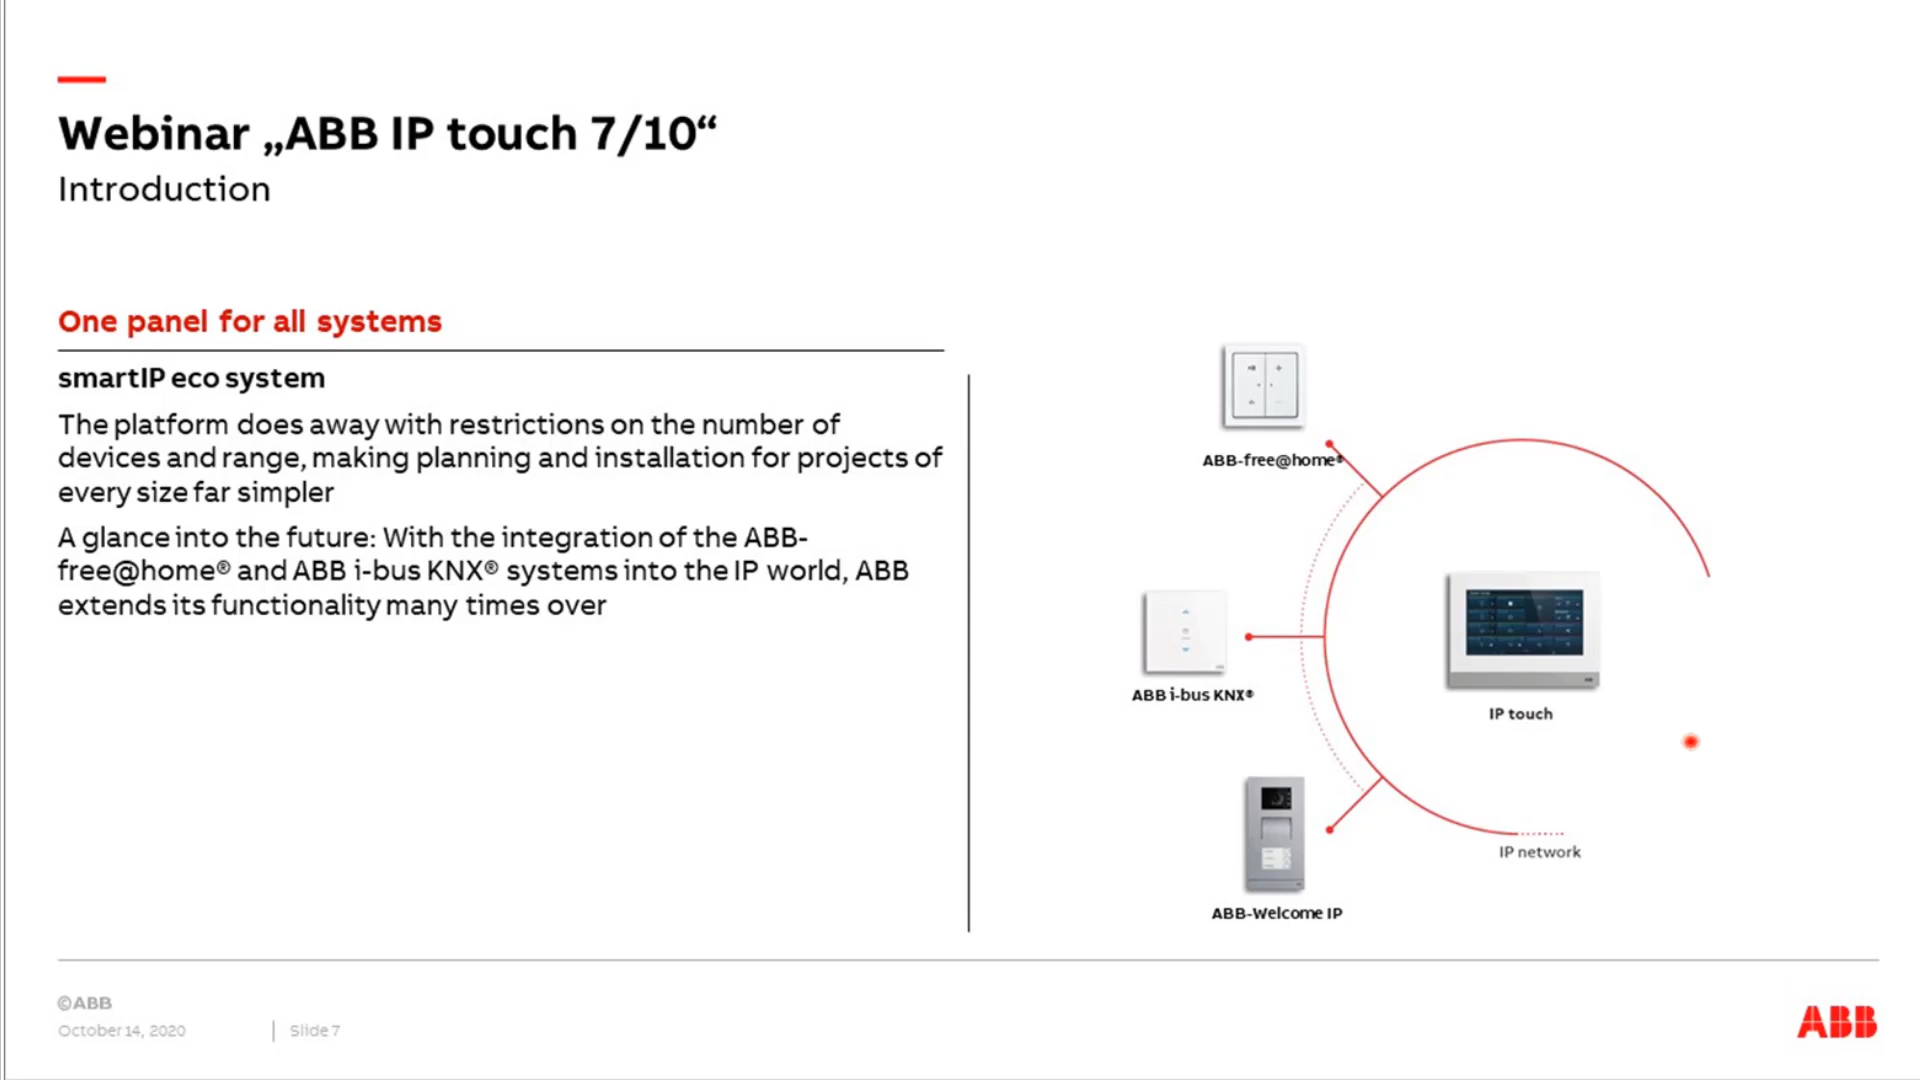 Webinar „ABB IP touch 7/10“
Introduction
One panel for all systems
smartIP eco system
The platform does away with restrictions on the number of
devices and range, making planning and installation for projects of
every size far simpler
A glance into the future: With the integration of the ABB-
free@home® and ABB i-bus KNX® systems into the IP world, ABB
extends its functionality many times over
ABB-free@home®
ABB i-bus KNX®
IP touch
IP network
ABB-Welcome IP
©ABB
October 14, 2020
Slide 7
ABB